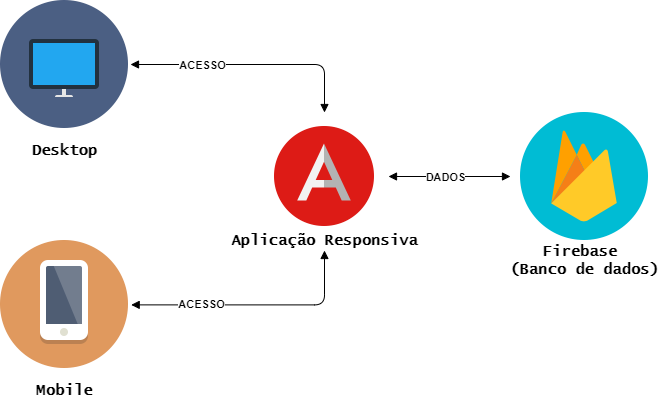 ACESSO
Desktop
DADOS
Aplicação Responsiva
Firebase
(Banco de dados)
ACESSO
Mobile